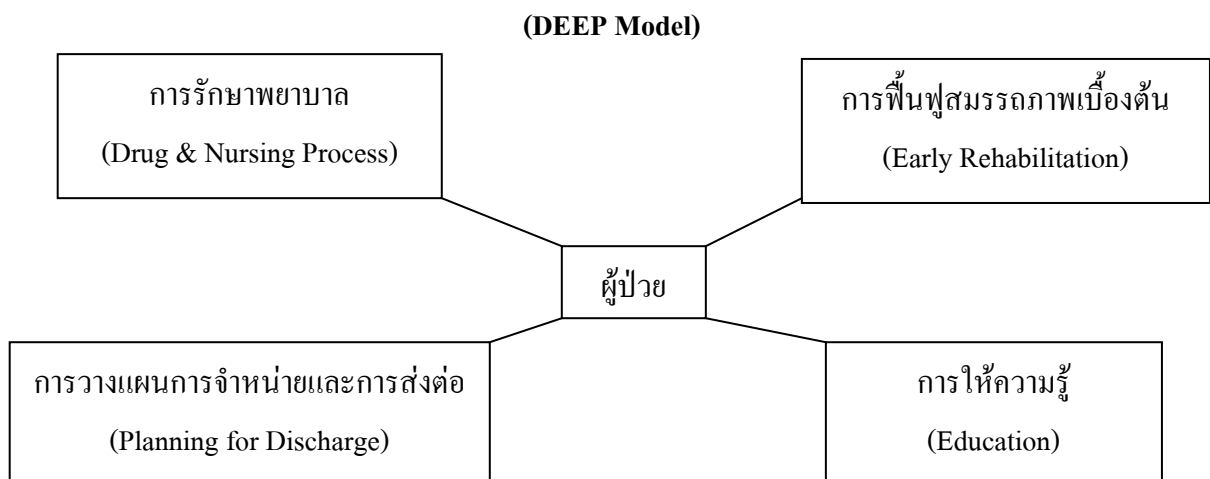 (DEEP Model)
การรักษาพยาบาล
(Drug & Nursing Process)
การฟื้นฟูสมรรถภาพเบื้องต้น
(Early Rehabilitation)
ผู้ป่วย
การวางแผนการจำหน่ายและการส่งต่อ
(Planning for Discharge)
การให้ความรู้
(Education)